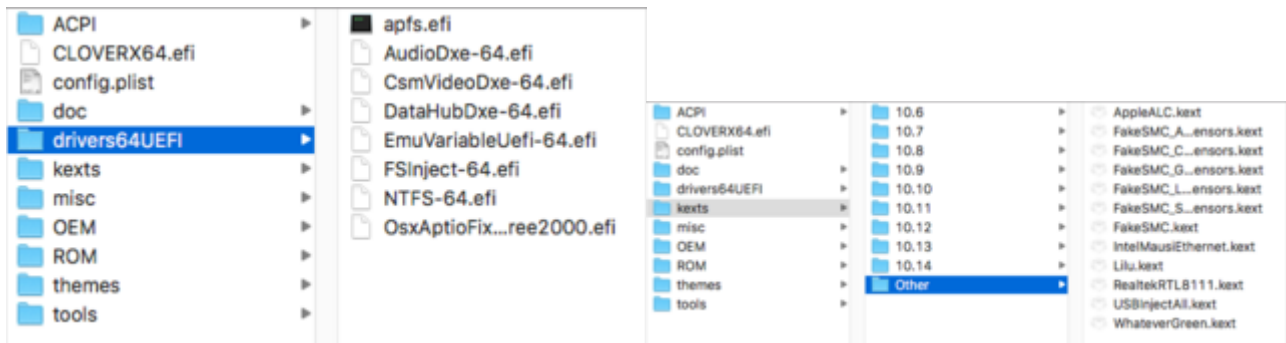 ACPI
CLOVERX64.efi
config.plist
doc
drivers64UEFI
kexts
misc
OEM
ROM
themes
tools
apfs.efi
AudioDxe-64.efi
CsmVideoDxe-64.efi
DataHubDxe-64.efi
EmuVariableUefi-64.efi
FSInject-64.efi
NTFS-64.efi
OsxAptioFix...ree2000.efi
ACPI
CLOVERX64.efi
config.plist
doc
drivers64UEFI
kexts
misc
OEM
ROM
themes
tools
10.6
10.7
10.8
10.9
10.10
10.11
10.12
10.13
10.14
Other
AppleALC.kext
FakeSMC_A...ensors.kext
FakeSMC_C...ensors.kext
FakeSMC_G...ensors.kext
FakeSMC_L...ensors.kext
FakeSMC_S...ensors.kext
FakeSMC.kext
IntelMausiEthernet.kext
Lilu.kext
RealtekRTL8111.kext
USBInjectAll.kext
WhateverGreen.kext